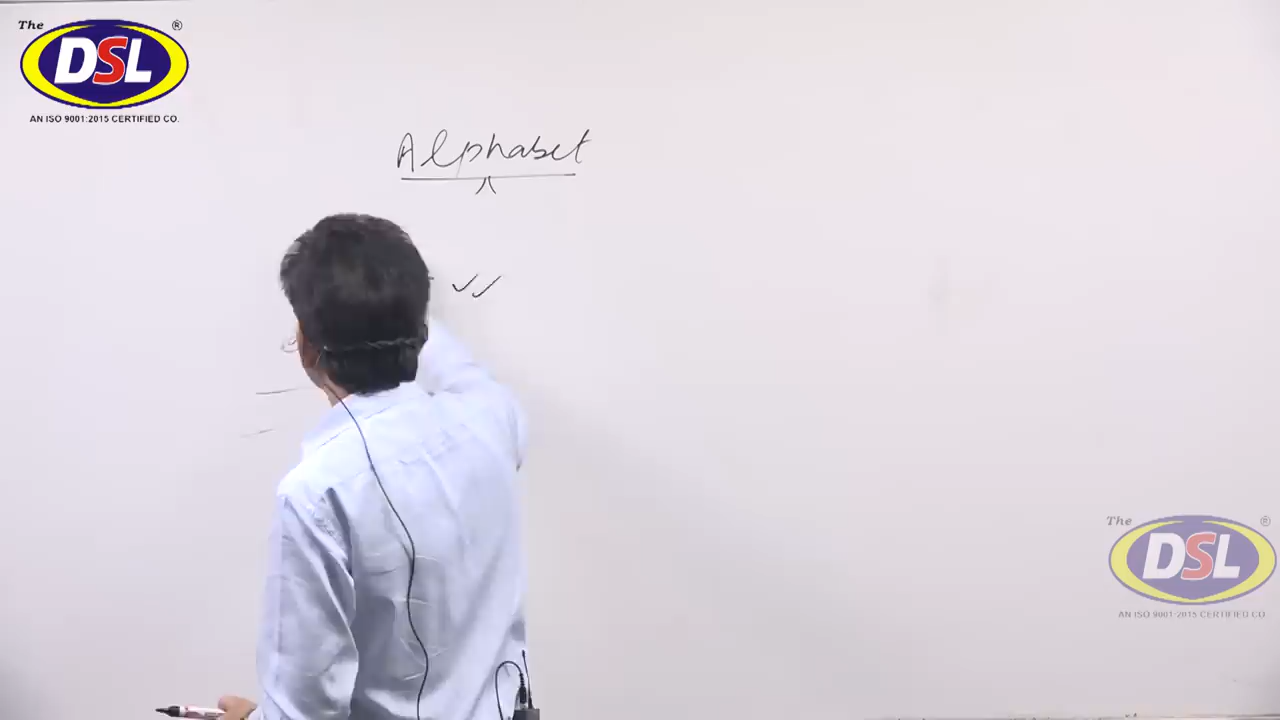 The
DSL
®
AN ISO 9001:2015 CERTIFIED CO.
Alphabet
The
DSL
®
AN ISO 9001:2015 CERTIFIED CO.